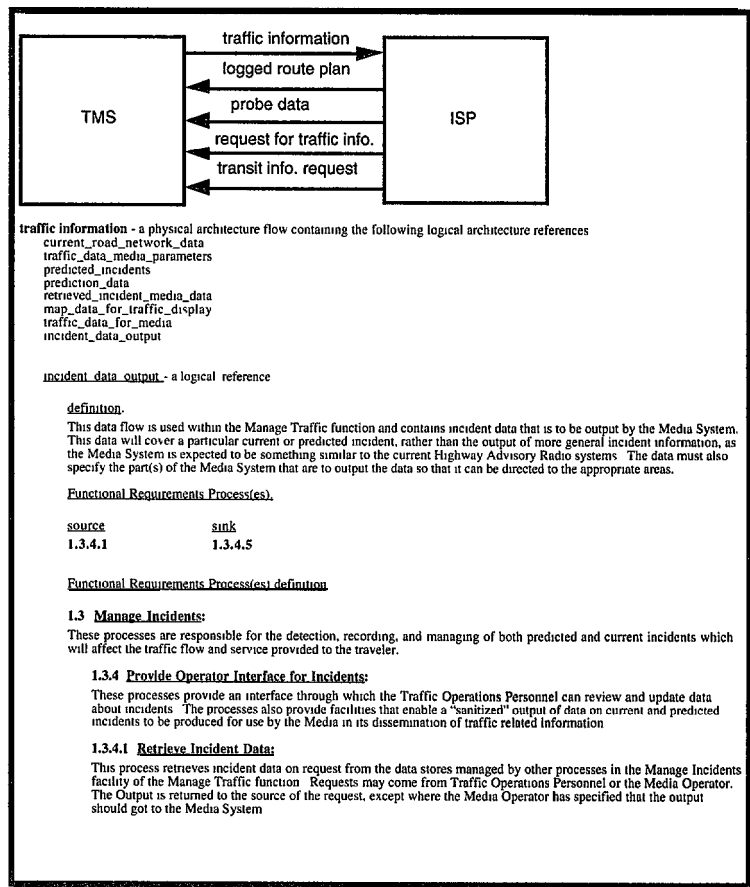 traffic information
logged route plan
TMS
probe data
ISP
request for traffic info.
transit info. request
traffic information - a physical architecture flow containing the following logical architecture references
current_road_network_data
traffic_data_media_parameters
predicted_incidents
prediction_data
retrieved_incident_media_data
map_data_for_traffic_display
traffic_data_for_media
incident_data_output
incident data output - a logical reference
definition.
This data flow is used within the Manage Traffic function and contains incident data that is to be output by the Media System.
This data will cover a particular current or predicted incident, rather than the output of more general incident information, as
the Media System is expected to be something similar to the current Highway Advisory Radio systems The data must also
specify the part(s) of the Media System that are to output the data so that it can be directed to the appropriate areas.
Functional Requirements Process(es).
source sink
1.3.4.1 1.3.4.5
Functional Requirements Process(es) definition
1.3 Manage Incidents:
These processes are responsible for the detection, recording, and managing of both predicted and current incidents which
will affect the traffic flow and service provided to the traveler.
1.3.4 Provide Operator Interface for Incidents:
These processes provide an interface through which the Traffic Operations Personnel can review and update data
about incidents The processes also provide facilities that enable a "sanitized" output of data on current and predicted
incidents to be produced for use by the Media in its dissemination of traffic related information
1.3.4.1 Retrieve Incident Data:
This process retrieves incident data on request from the data stores managed by other processes in the Manage Incidents
facility of the Manage Traffic function Requests may come from Traffic Operations Personnel or the Media Operator.
The Output is returned to the source of the request, except where the Media Operator has specified that the output
should got to the Media System